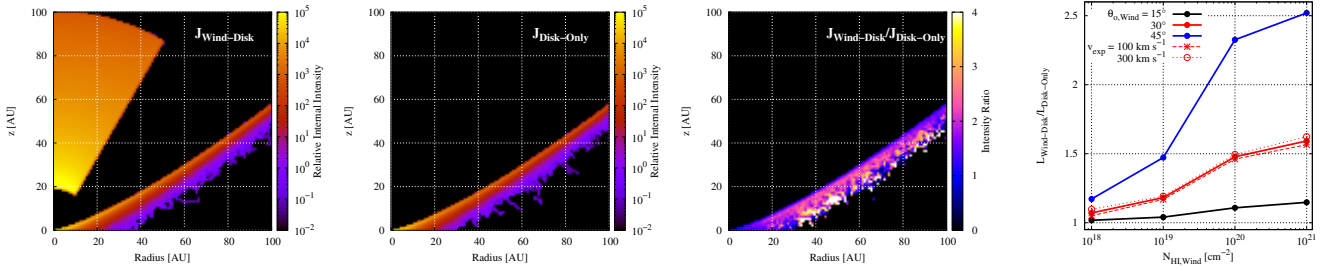 J_Wind−Disk
100
80
60
40
20
0
z [AU]
0 20 40 60 80 100
Radius [AU]
10^5
10^4
10^3
10^2
10^1
10^0
10^−1
10^−2
Relative Internal Intensity
J_Disk−Only
100
80
60
40
20
0
z [AU]
0 20 40 60 80 100
Radius [AU]
10^5
10^4
10^3
10^2
10^1
10^0
10^−1
10^−2
Relative Internal Intensity
J_Wind−Disk/J_Disk−Only
100
80
60
40
20
0
z [AU]
0 20 40 60 80 100
Radius [AU]
4
3
2
1
0
Intensity Ratio
θ_o,Wind = 15°
30°
45°
v_exp = 100 km s^−1
300 km s^−1
2.5
2
1.5
1
L_Wind−Disk/L_Disk−Only
10^18 10^19 10^20 10^21
N_HI,Wind [cm^−2]